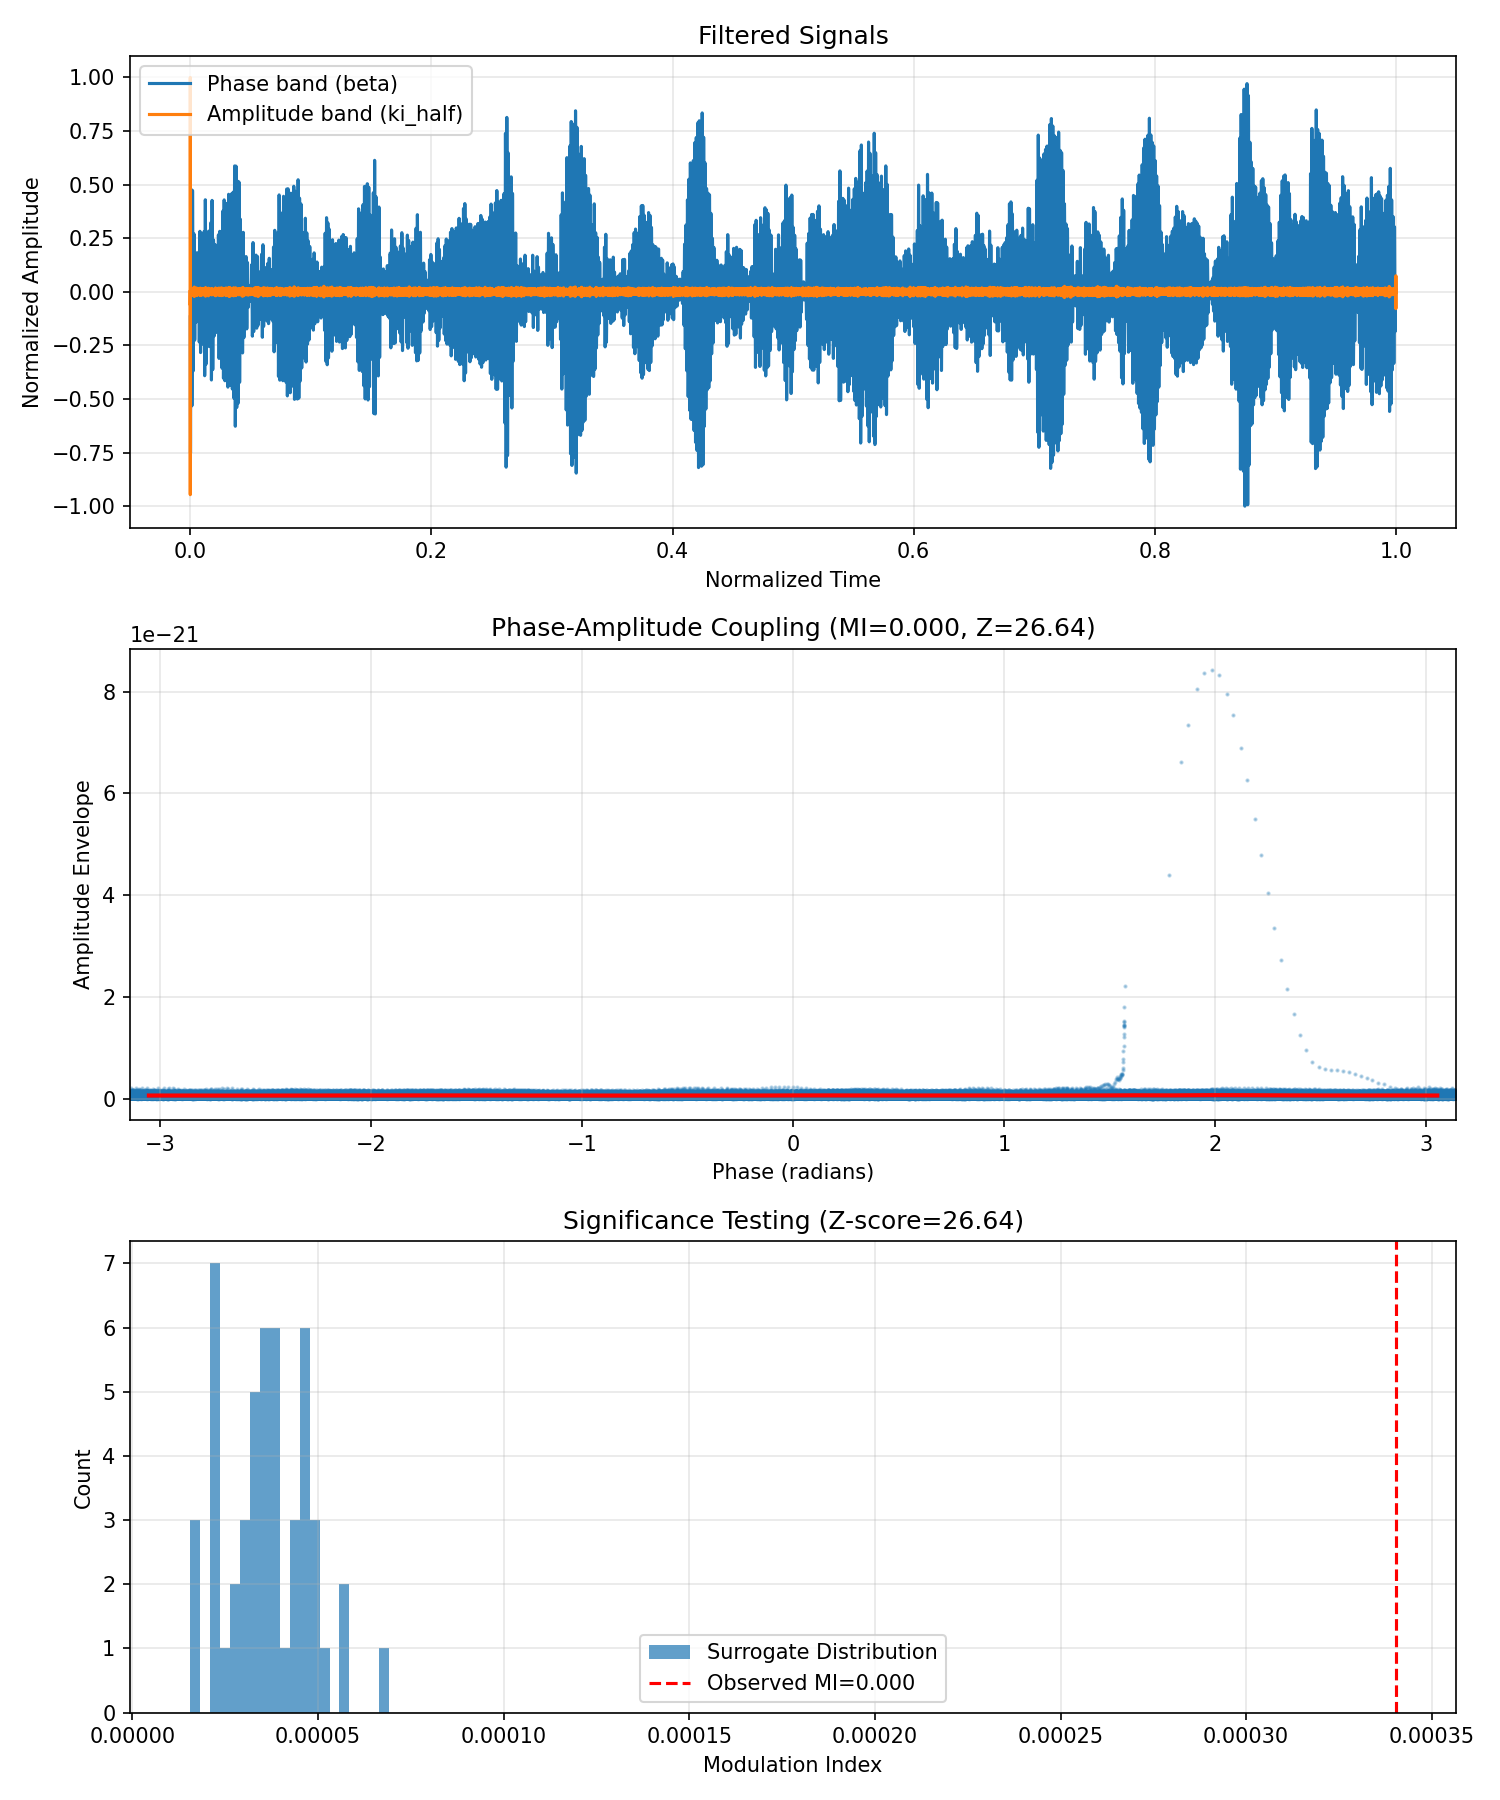 Filtered Signals
Normalized Amplitude
1.00
0.75
0.50
0.25
0.00
−0.25
−0.50
−0.75
−1.00
Phase band (beta)
Amplitude band (ki_half)
0.0 0.2 0.4 0.6 0.8 1.0
Normalized Time
1e−21
Phase-Amplitude Coupling (MI=0.000, Z=26.64)
Amplitude Envelope
8
6
4
2
0
−3 −2 −1 0 1 2 3
Phase (radians)
Significance Testing (Z-score=26.64)
Count
7
6
5
4
3
2
1
0
Surrogate Distribution
Observed MI=0.000
0.00000 0.00005 0.00010 0.00015 0.00020 0.00025 0.00030 0.00035
Modulation Index